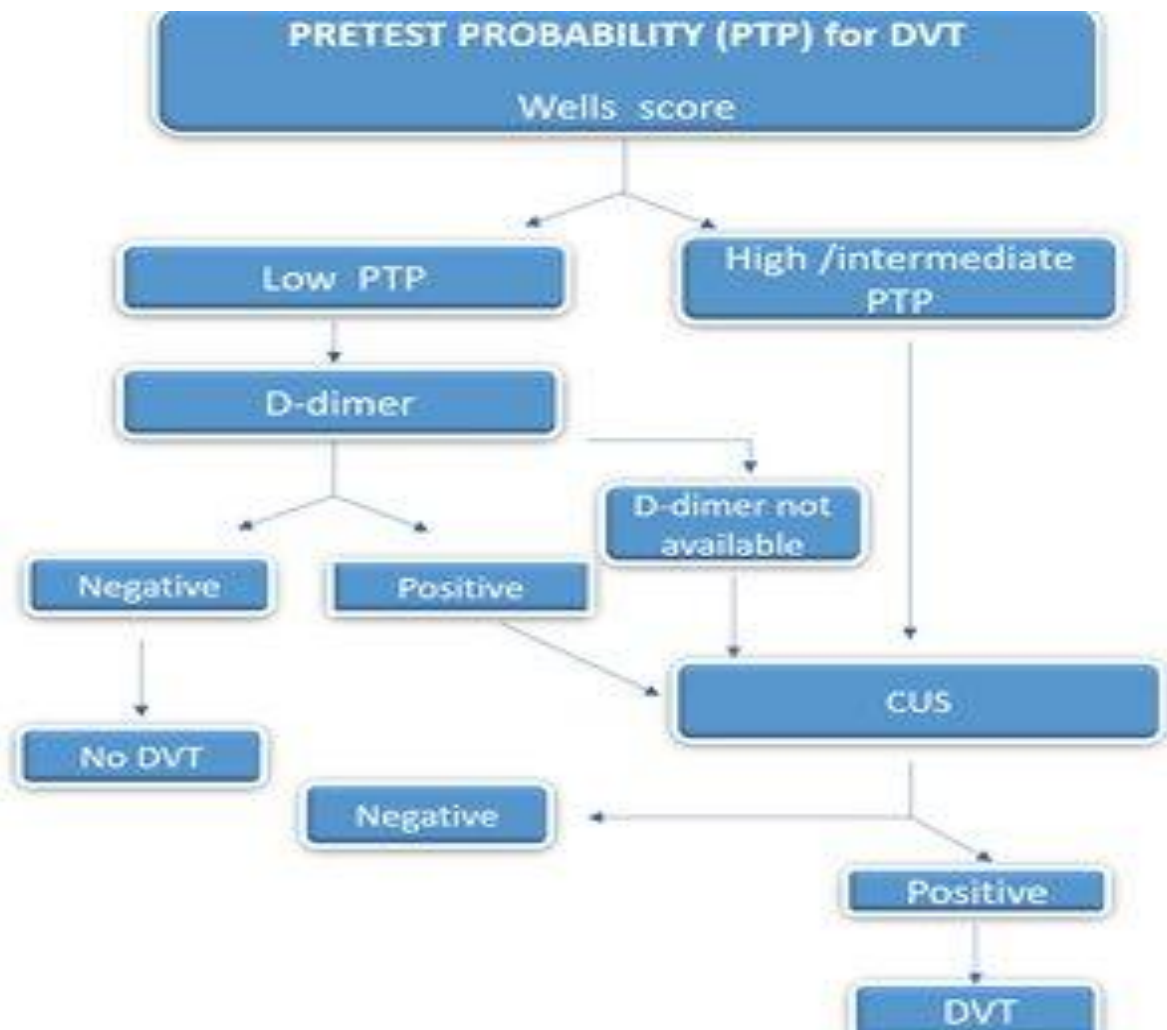 PRETEST PROBABILITY (PTP) for DVT
Wells score
Low PTP
High /intermediate
PTP
D-dimer
D-dimer not
available
Negative
Positive
CUS
No DVT
Negative
Positive
DVT